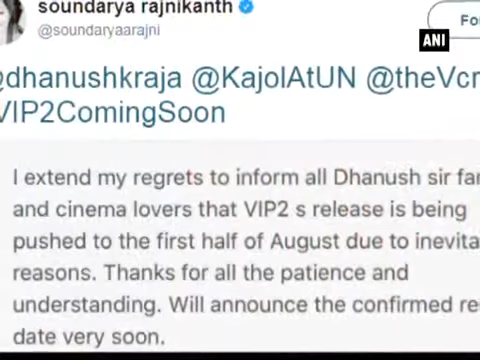 soundarya rajnikanth
@soundaryaarajni
Fo
ANI
@dhanushkraja @KajolAtUN @theVcr
VIP2ComingSoon
I extend my regrets to inform all Dhanush sir fan
and cinema lovers that VIP2 s release is being
pushed to the first half of August due to inevita
reasons. Thanks for all the patience and
understanding. Will announce the confirmed re
date very soon.